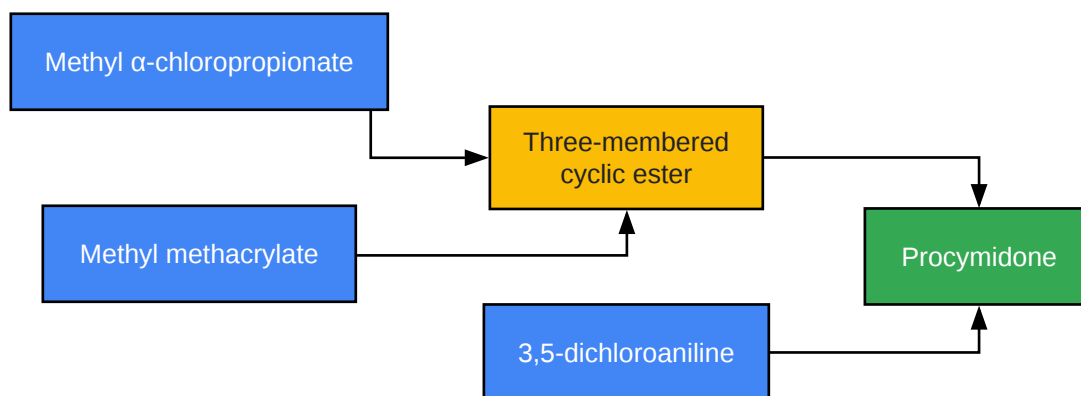 Methyl α-chloropropionate
Three-membered
cyclic ester
Methyl methacrylate
Procymidone
3,5-dichloroaniline